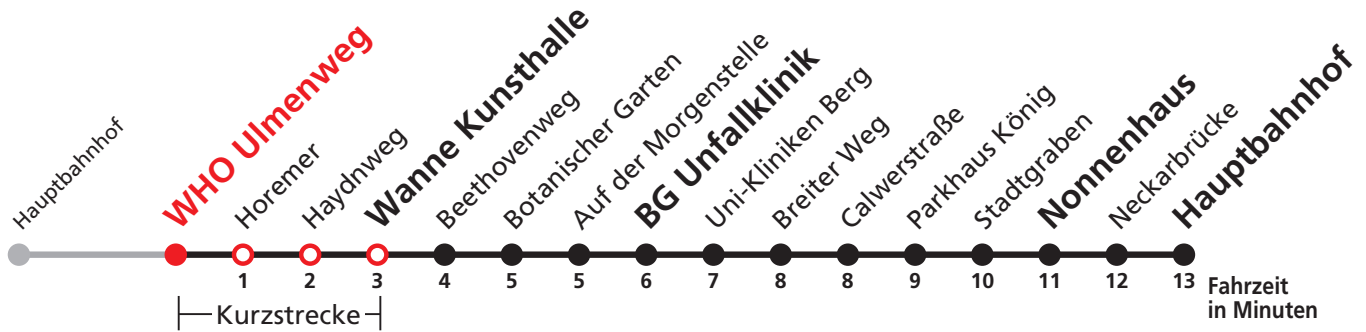 Hauptbahnhof
WHO Ulmenweg
Horemer
Haydnweg
Wanne Kunsthalle
Beethovenweg
Botanischer Garten
Auf der Morgenstelle
BG Unfallklinik
Uni-Kliniken Berg
Breiter Weg
Calwerstraße
Parkhaus König
Stadtgraben
Nonnenhaus
Neckarbrücke
Hauptbahnhof
1 2 3 4 5 5 6 7 8 8 9 10 11 12 13
Fahrzeit
in Minuten
Kurzstrecke